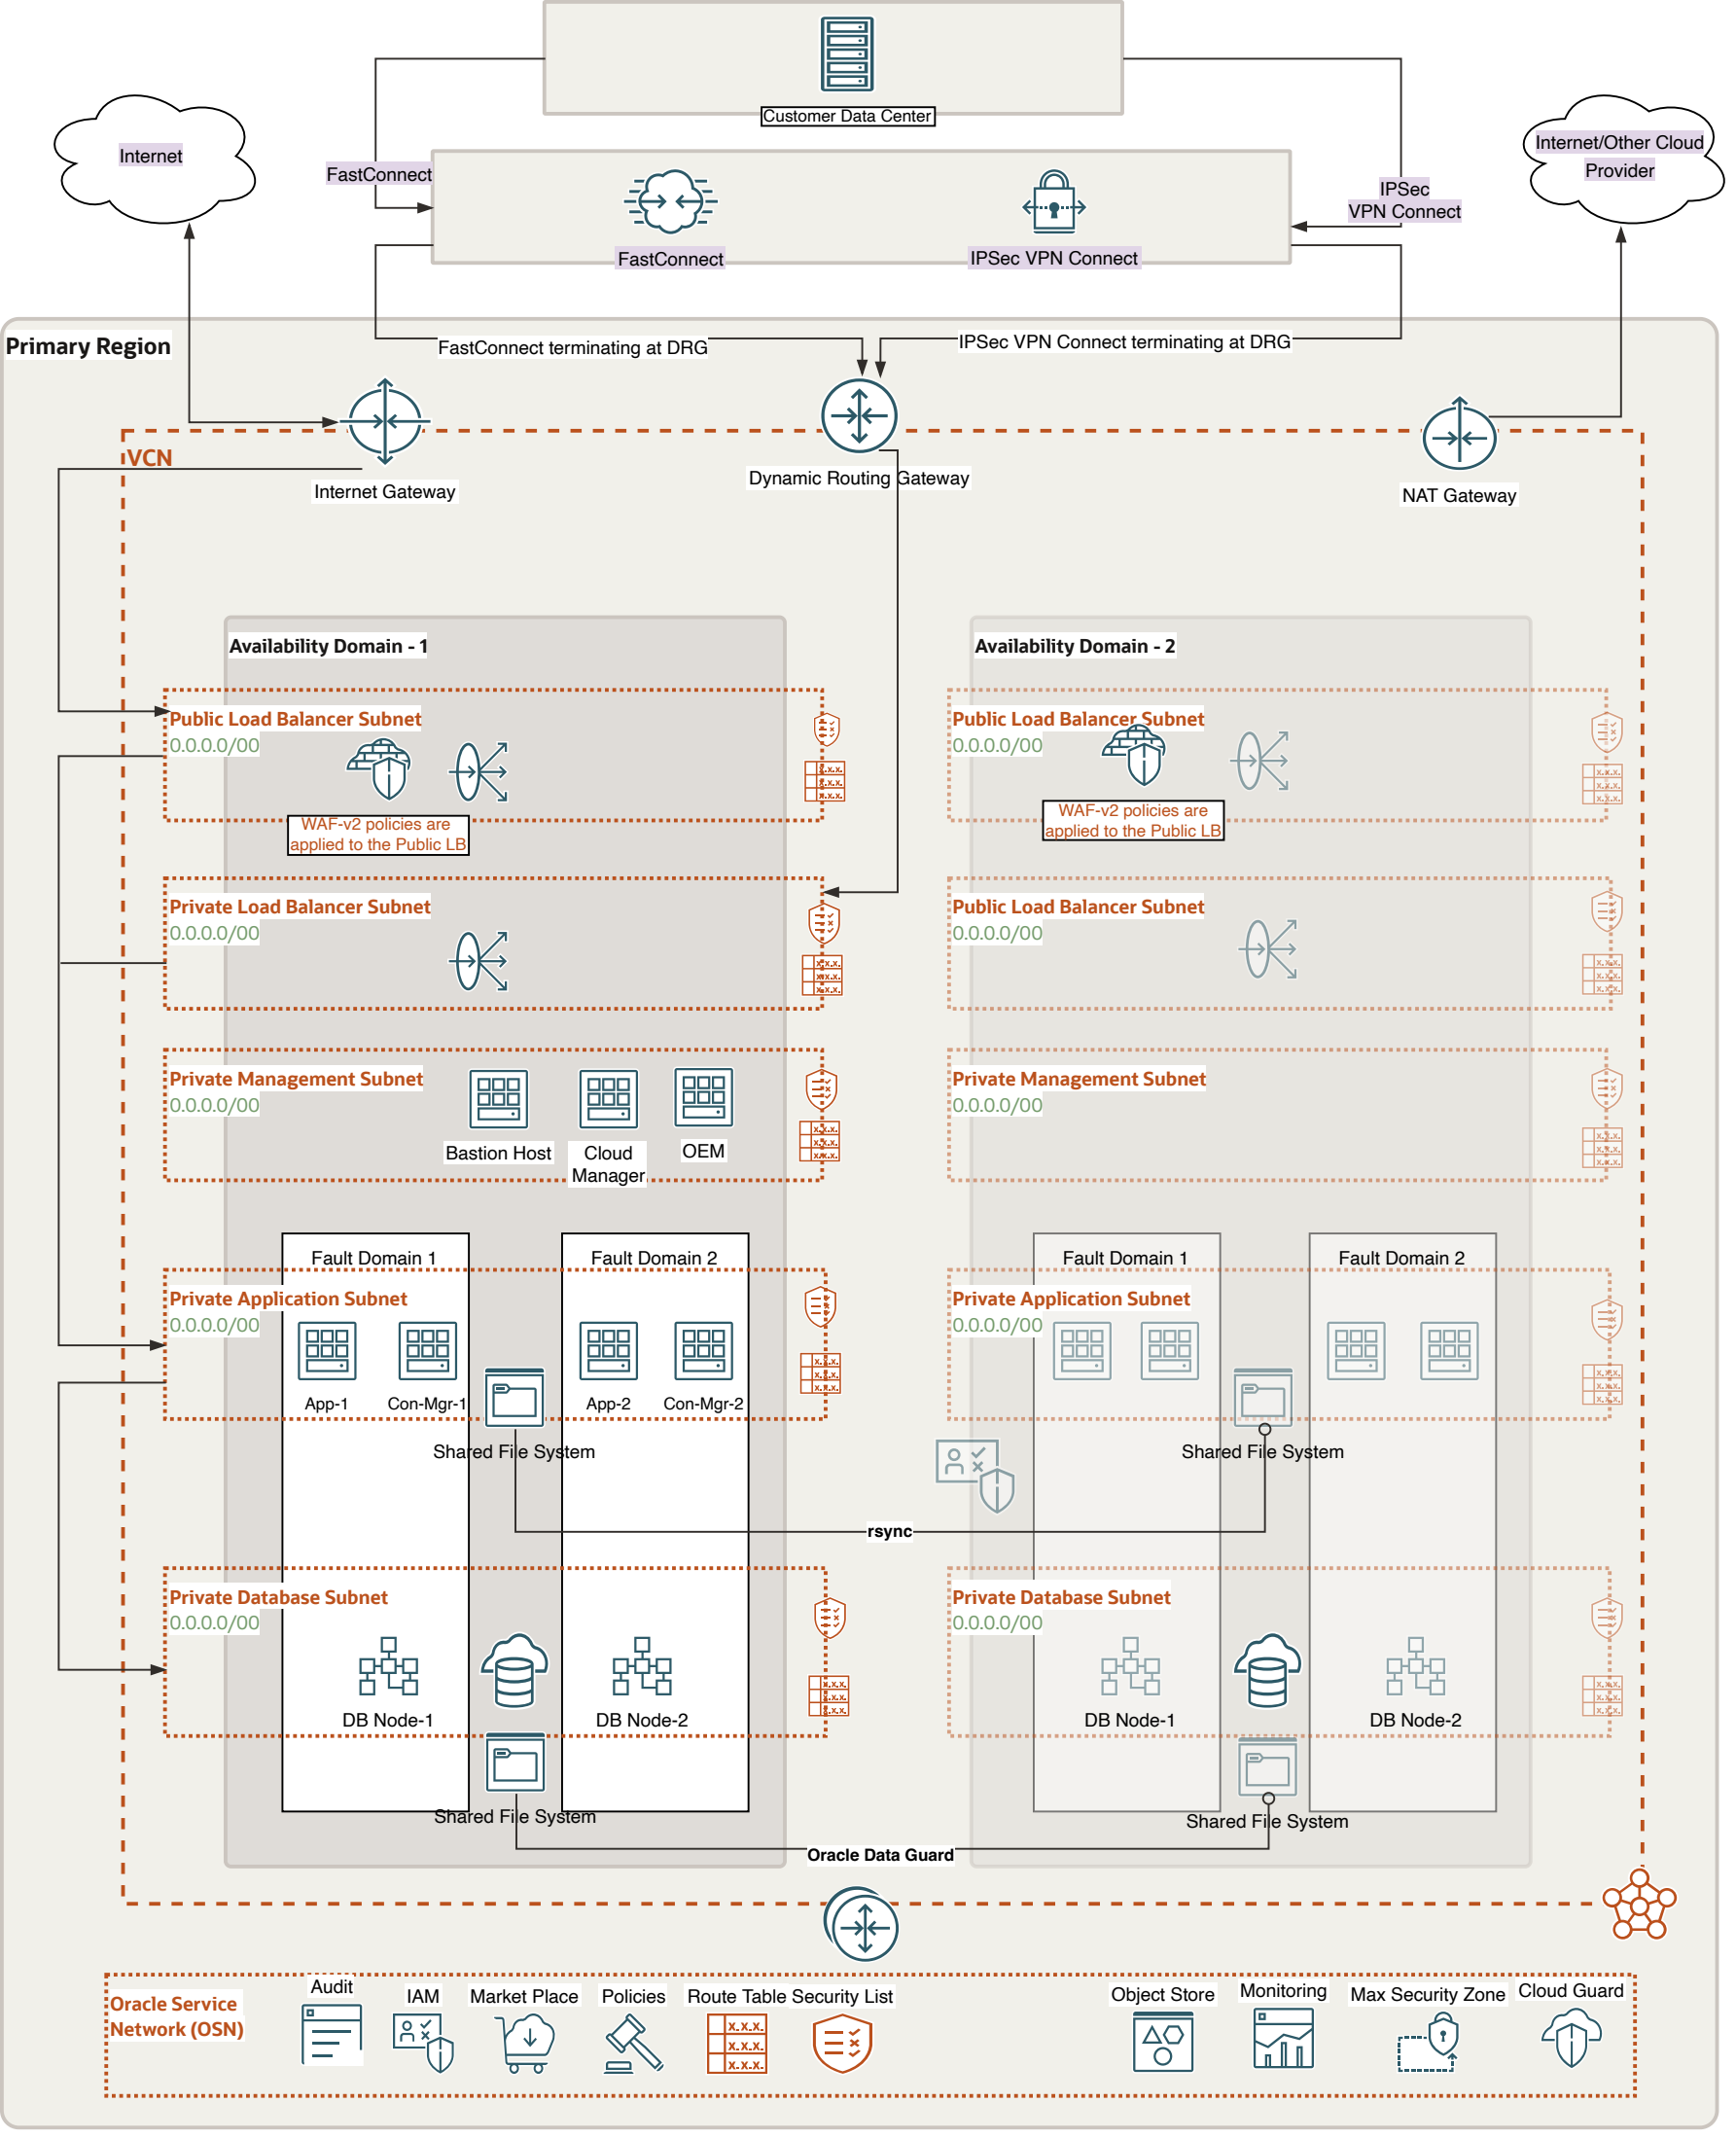 Customer Data Center
Internet
Internet/Other Cloud
Provider
FastConnect
IPSec
VPN Connect
FastConnect
IPSec VPN Connect
Primary Region
FastConnect terminating at DRG
IPSec VPN Connect terminating at DRG
VCN
Internet Gateway
Dynamic Routing Gateway
NAT Gateway
Availability Domain - 1
Public Load Balancer Subnet
0.0.0.0/00
WAF-v2 policies are
applied to the Public LB
x.x.x.
x.x.x.
x.x.x.
Private Load Balancer Subnet
0.0.0.0/00
x.x.x.
x.x.x.
x.x.x.
Private Management Subnet
0.0.0.0/00
Bastion Host
Cloud
Manager
OEM
x.x.x.
x.x.x.
x.x.x.
Fault Domain 1
Fault Domain 2
Private Application Subnet
0.0.0.0/00
App-1
Con-Mgr-1
App-2
Con-Mgr-2
x.x.x.
x.x.x.
x.x.x.
Shared File System
rsync
Private Database Subnet
0.0.0.0/00
DB Node-1
DB Node-2
x.x.x.
x.x.x.
x.x.x.
Shared File System
Oracle Data Guard
Availability Domain - 2
Public Load Balancer Subnet
0.0.0.0/00
WAF-v2 policies are
applied to the Public LB
x.x.x.
x.x.x.
x.x.x.
Public Load Balancer Subnet
0.0.0.0/00
x.x.x.
x.x.x.
x.x.x.
Private Management Subnet
0.0.0.0/00
x.x.x.
x.x.x.
x.x.x.
Fault Domain 1
Fault Domain 2
Private Application Subnet
0.0.0.0/00
x.x.x.
x.x.x.
x.x.x.
Shared File System
Private Database Subnet
0.0.0.0/00
DB Node-1
DB Node-2
x.x.x.
x.x.x.
x.x.x.
Shared File System
Oracle Service
Network (OSN)
Audit
IAM
Market Place
Policies
Route Table
Security List
Object Store
Monitoring
Max Security Zone
Cloud Guard
x.x.x.
x.x.x.
x.x.x.